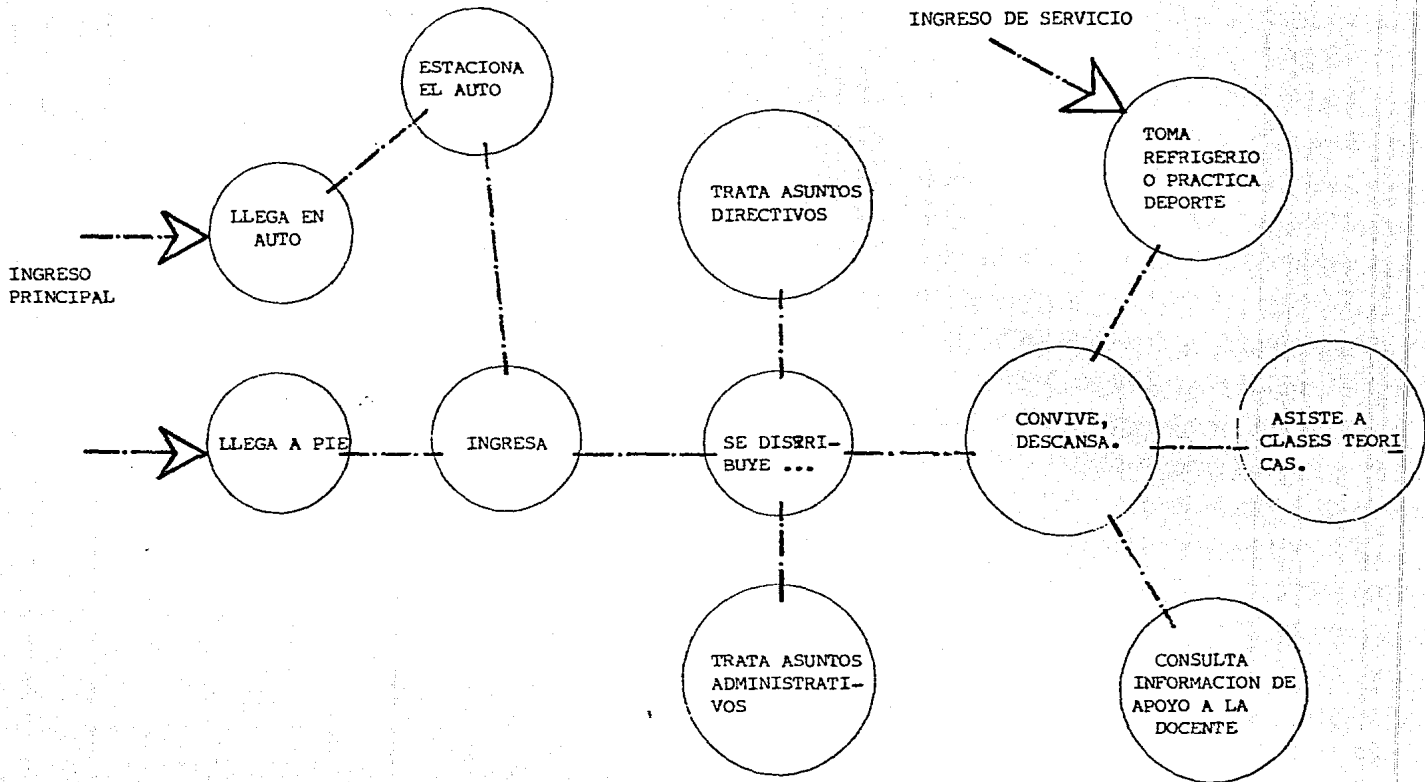 INGRESO DE SERVICIO
ESTACIONA
EL AUTO
TOMA
REFRIGERIO
O PRACTICA
DEPORTE
TRATA ASUNTOS
DIRECTIVOS
LLEGA EN
AUTO
INGRESO
PRINCIPAL
LLEGA A PIE
INGRESA
SE DISTRI-
BUYE ...
CONVIVE,
DESCANSA.
ASISTE A
CLASES TEORI
CAS.
TRATA ASUNTOS
ADMINISTRATI-
VOS
CONSULTA
INFORMACION DE
APOYO A LA
DOCENTE